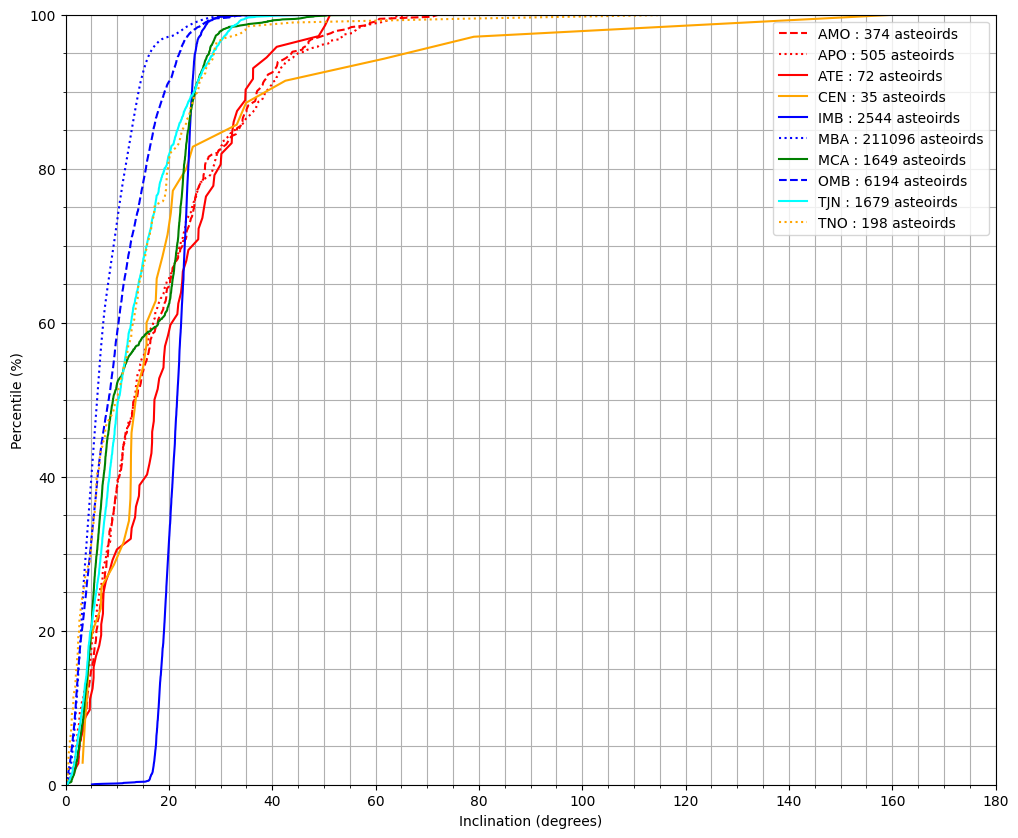 100
80
60
40
20
0
Percentile (%)
AMO : 374 asteoirds
APO : 505 asteoirds
ATE : 72 asteoirds
CEN : 35 asteoirds
IMB : 2544 asteoirds
MBA : 211096 asteoirds
MCA : 1649 asteoirds
OMB : 6194 asteoirds
TJN : 1679 asteoirds
TNO : 198 asteoirds
0 20 40 60 80 100 120 140 160 180
Inclination (degrees)